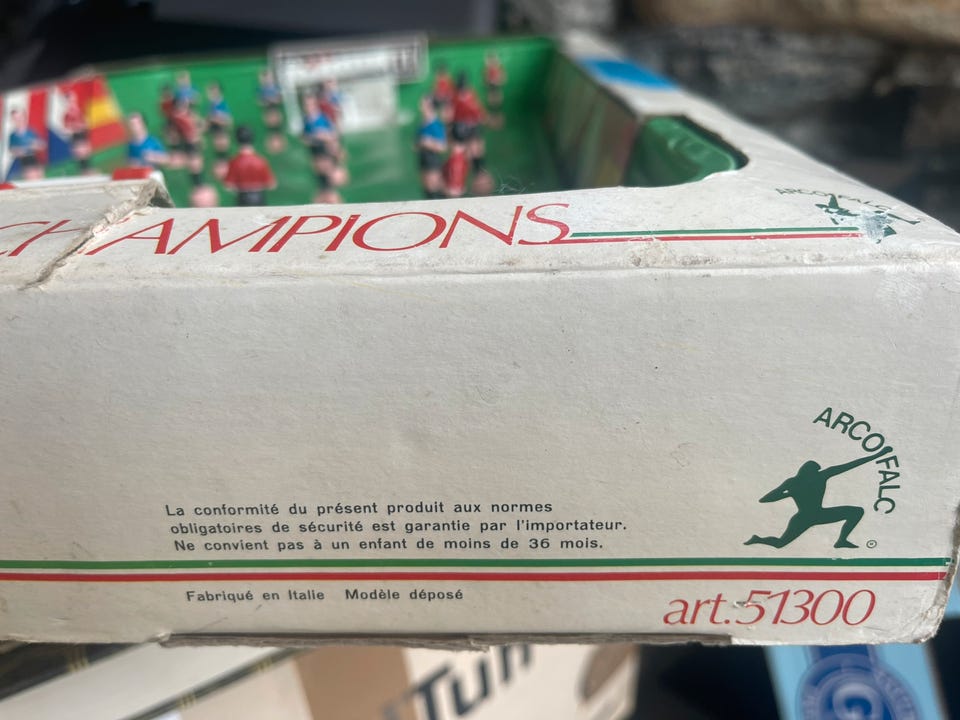 CHAMPIONS
ARCOFALC
ARCOFALC
La conformité du présent produit aux normes
obligatoires de sécurité est garantie par l'importateur.
Ne convient pas à un enfant de moins de 36 mois.
Fabriqué en Italie Modèle déposé
art.51300